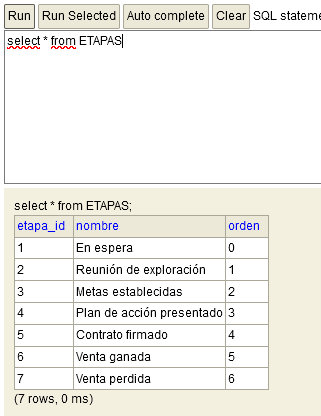 Run Run Selected Auto complete Clear SQL stateme
select * from ETAPAS
select * from ETAPAS;
etapa_id nombre orden
1 En espera 0
2 Reunión de exploración 1
3 Metas establecidas 2
4 Plan de acción presentado 3
5 Contrato firmado 4
6 Venta ganada 5
7 Venta perdida 6
(7 rows, 0 ms)